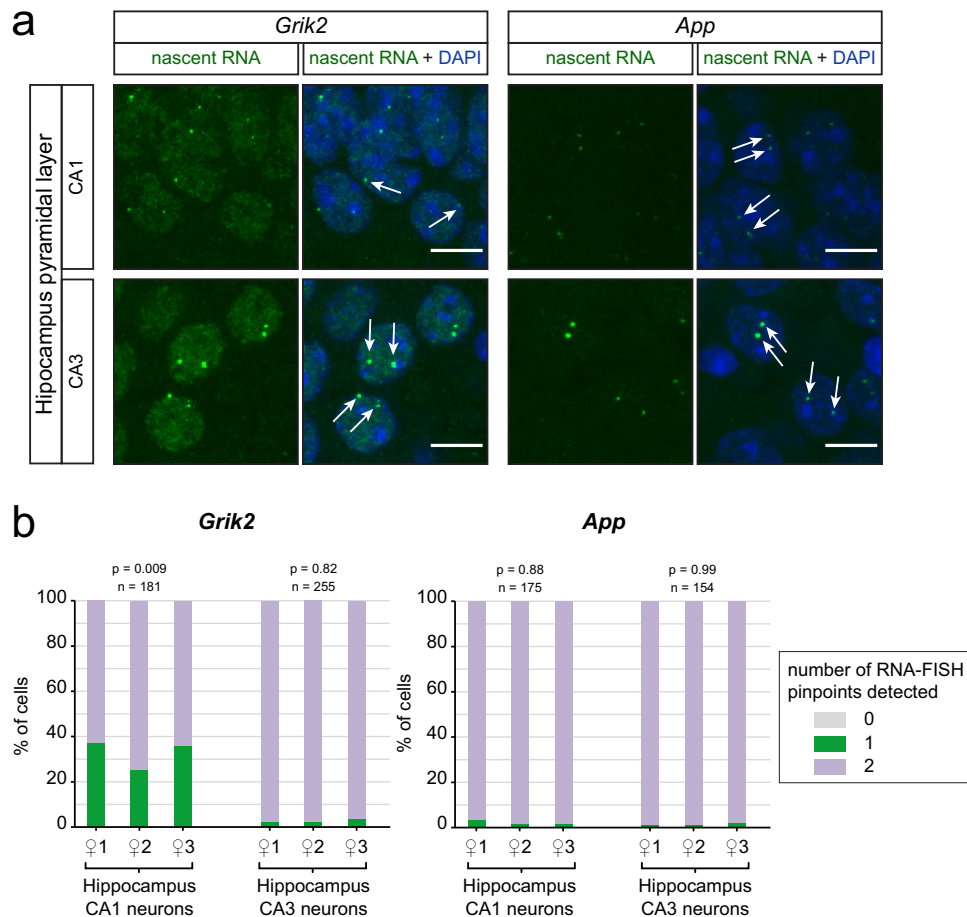 a
Grik2
App
nascent RNA
nascent RNA + DAPI
nascent RNA
nascent RNA + DAPI
Hipocampus pyramidal layer
CA1
CA3
b
Grik2
App
p = 0.009
n = 181
p = 0.82
n = 255
p = 0.88
n = 175
p = 0.99
n = 154
% of cells
100
80
60
40
20
0
% of cells
100
80
60
40
20
0
♀1 ♀2 ♀3
♀1 ♀2 ♀3
♀1 ♀2 ♀3
♀1 ♀2 ♀3
Hippocampus
CA1 neurons
Hippocampus
CA3 neurons
Hippocampus
CA1 neurons
Hippocampus
CA3 neurons
number of RNA-FISH
pinpoints detected
0
1
2